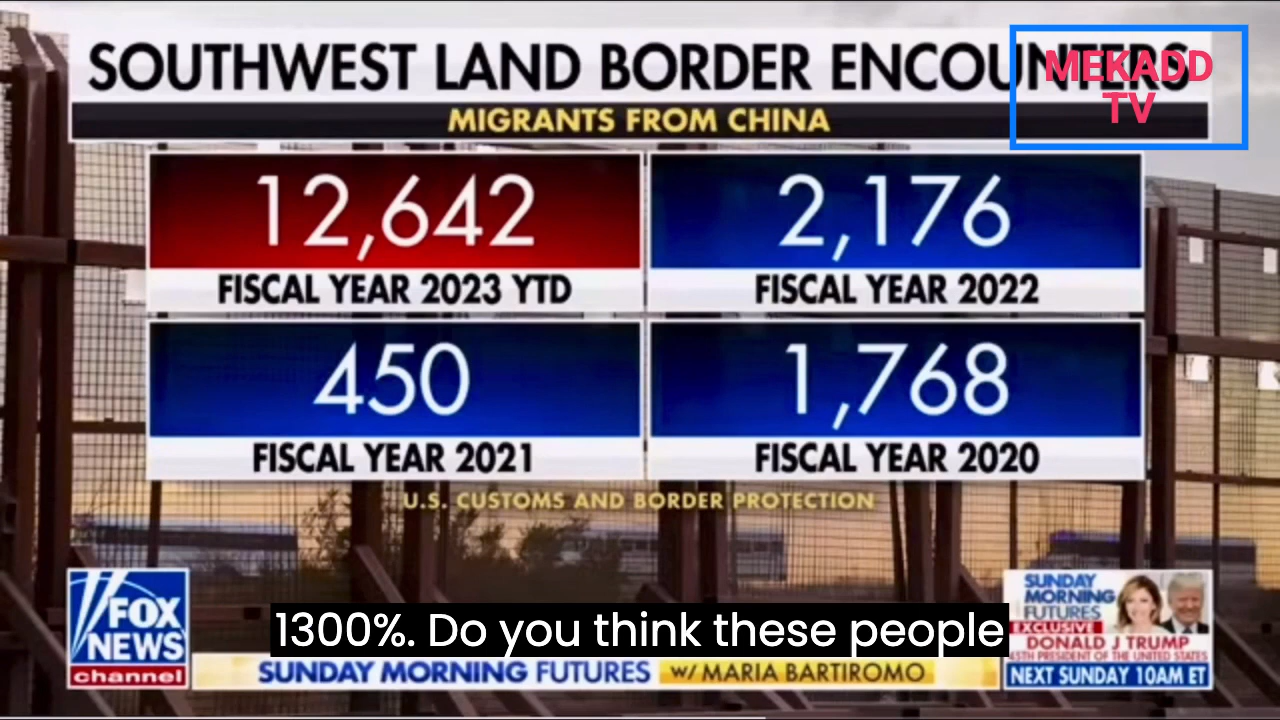 SOUTHWEST LAND BORDER ENCOUNTERS
MEKADD
TV
MIGRANTS FROM CHINA
12,642
FISCAL YEAR 2023 YTD
2,176
FISCAL YEAR 2022
450
FISCAL YEAR 2021
1,768
FISCAL YEAR 2020
U.S. CUSTOMS AND BORDER PROTECTION
FOX
NEWS
channel
1300%. Do you think these people
SUNDAY MORNING FUTURES w/ MARIA BARTIROMO
SUNDAY
MORNING
FUTURES
EXCLUSIVE
DONALD J TRUMP
45TH PRESIDENT OF THE UNITED STATES
NEXT SUNDAY 10AM ET